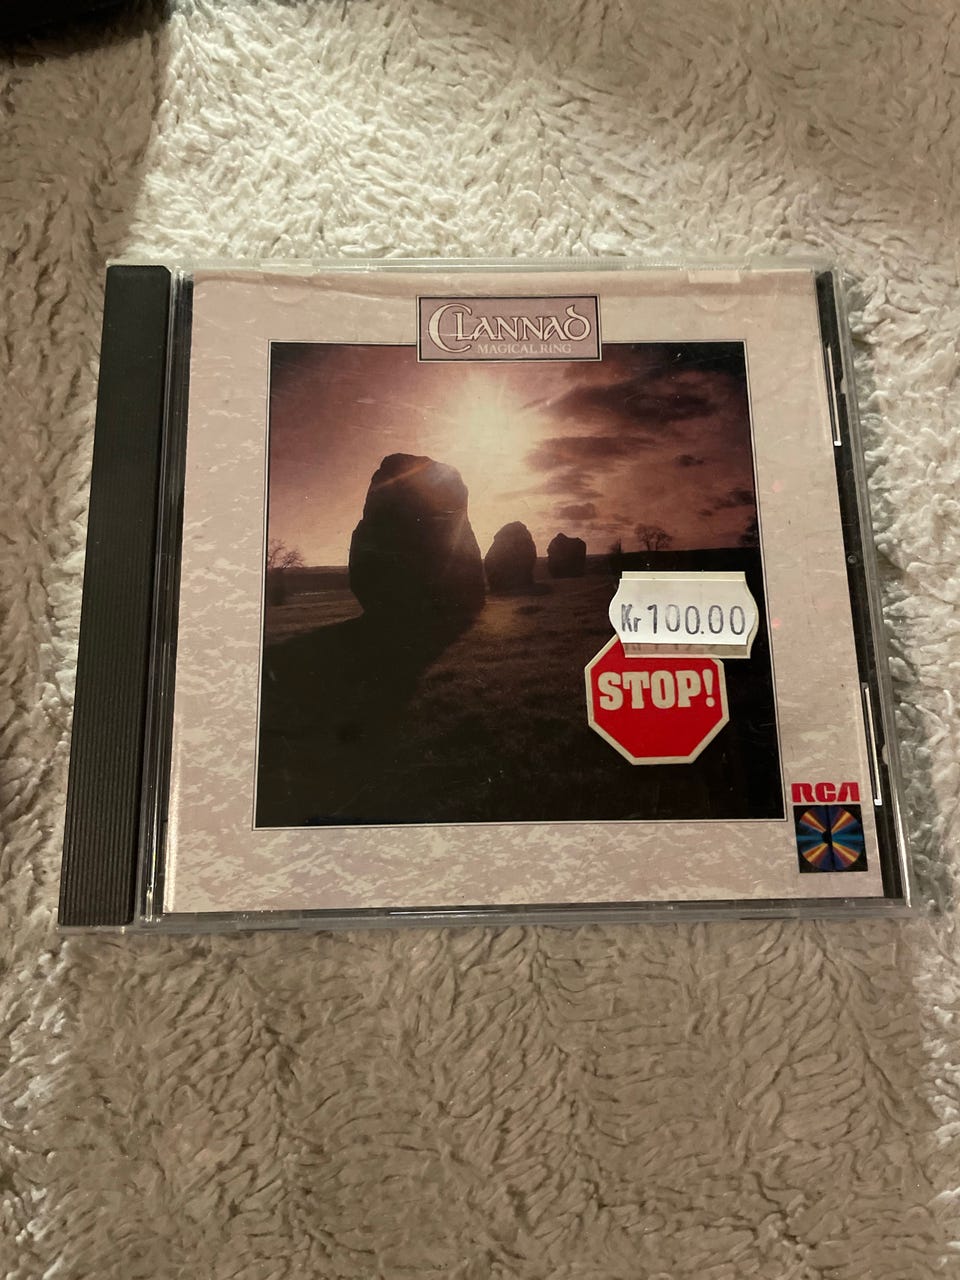 CLANNAD
MAGICAL RING
Kr 100.00
STOP!
RCA